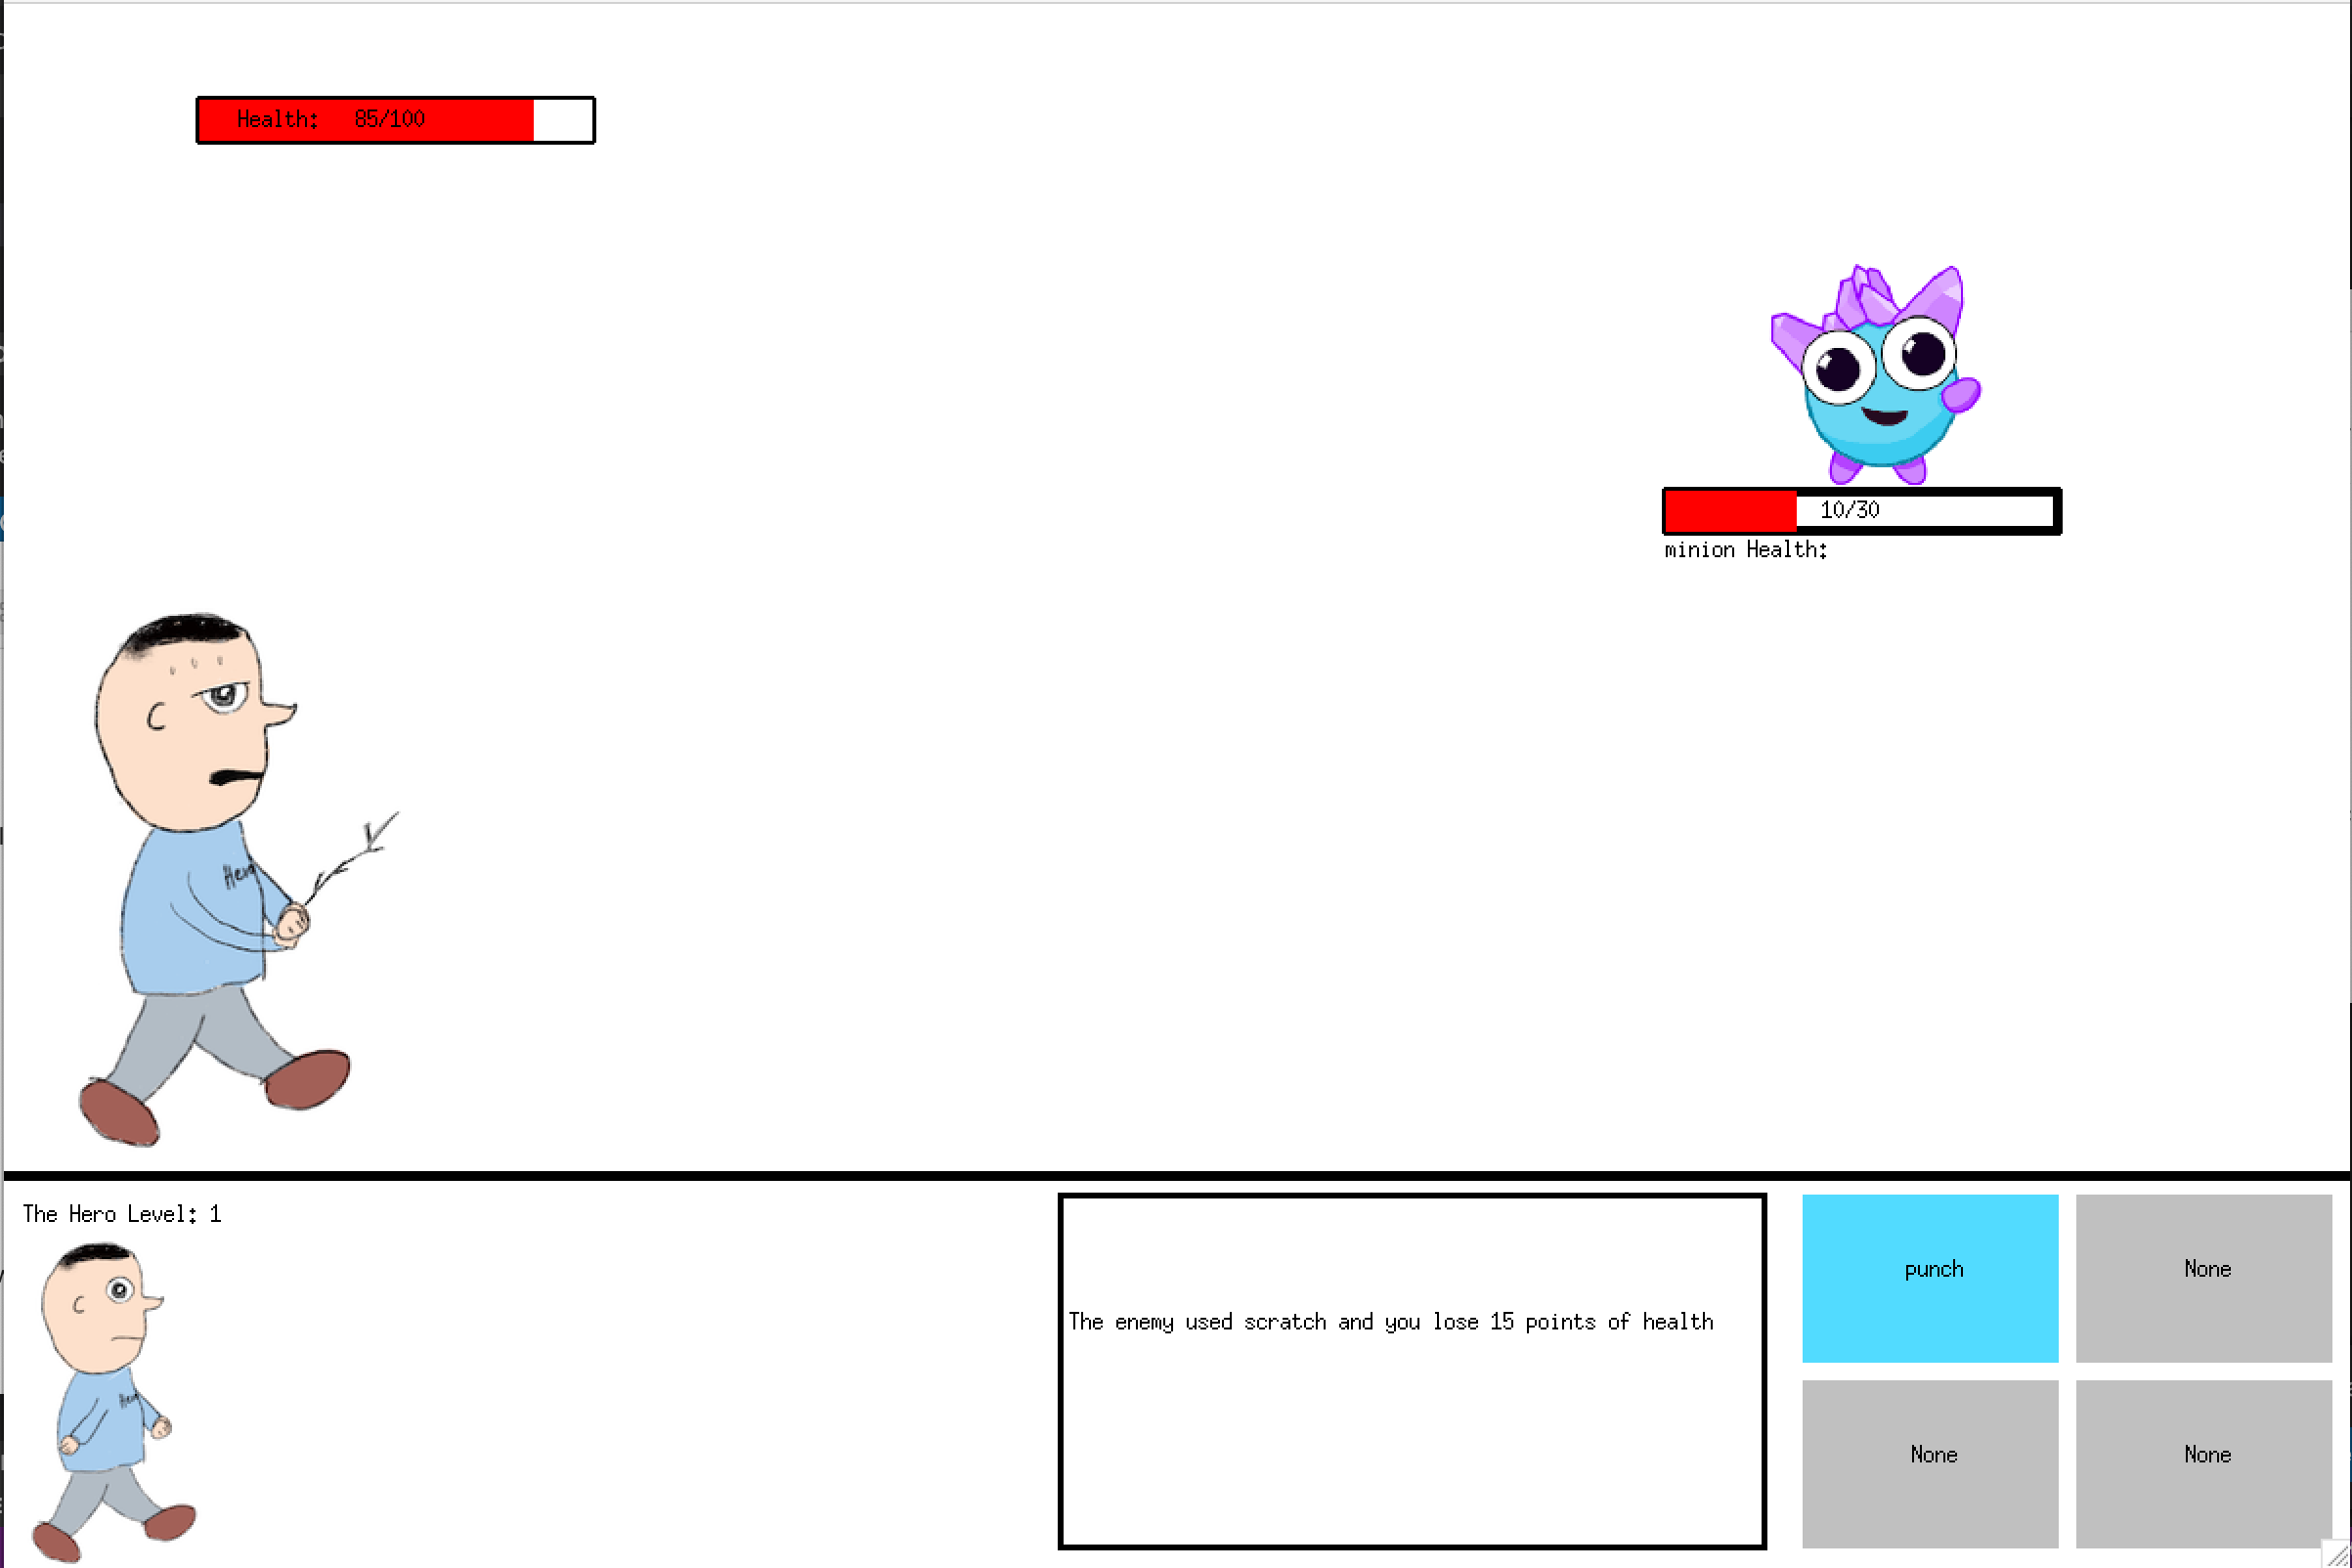 Health: 85/100
10/30
minion Health:
Hero
The Hero Level: 1
Hero
The enemy used scratch and you lose 15 points of health
punch
None
None
None